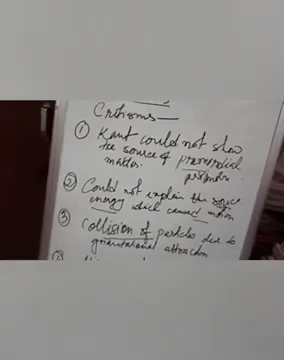 Criticisms —
① Kant could not show
the source of primordial
matter.
② Could not explain the source
energy which caused motion
③ Collision of particles due to
gravitational attraction